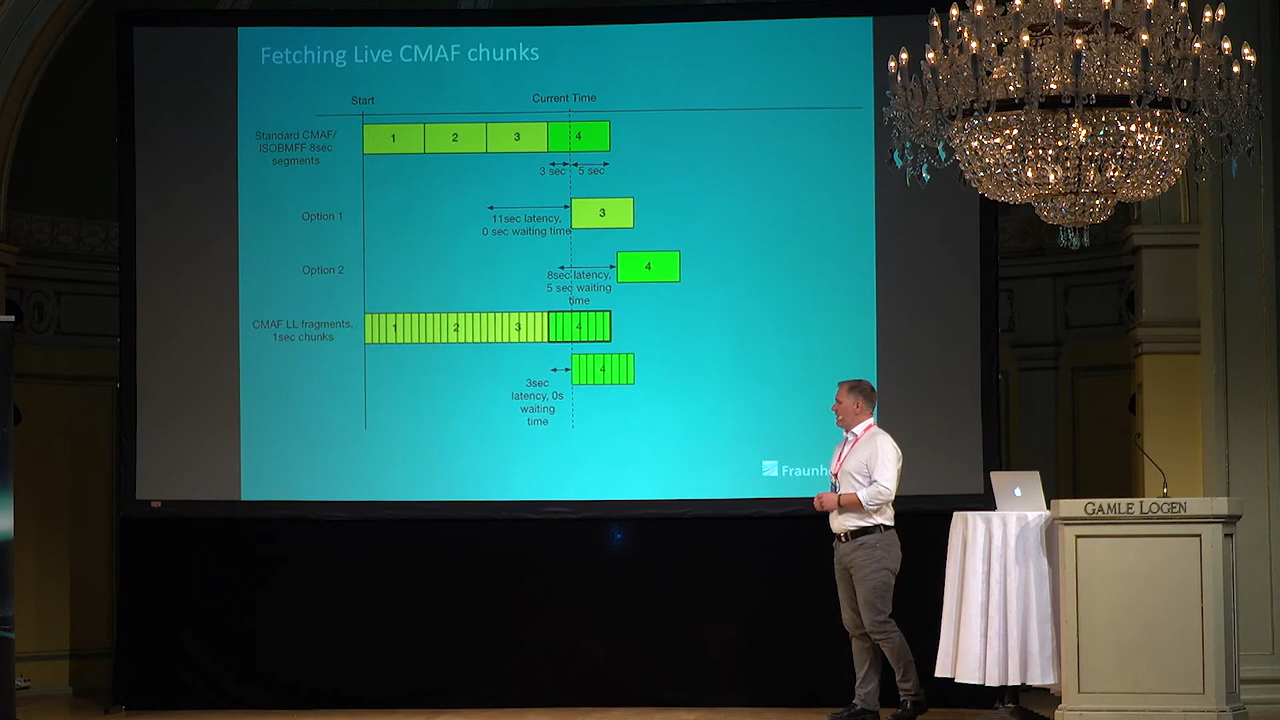 Fetching Live CMAF chunks
Start
Current Time
Standard CMAF/
ISOBMFF 8sec
segments
1
2
3
4
3 sec
5 sec
Option 1
11sec latency,
0 sec waiting time
3
Option 2
8sec latency,
5 sec waiting
time
4
CMAF LL fragments,
1sec chunks
1
2
3
4
3sec
latency, 0s
waiting
time
4
Fraunh
GAMLE LOGEN